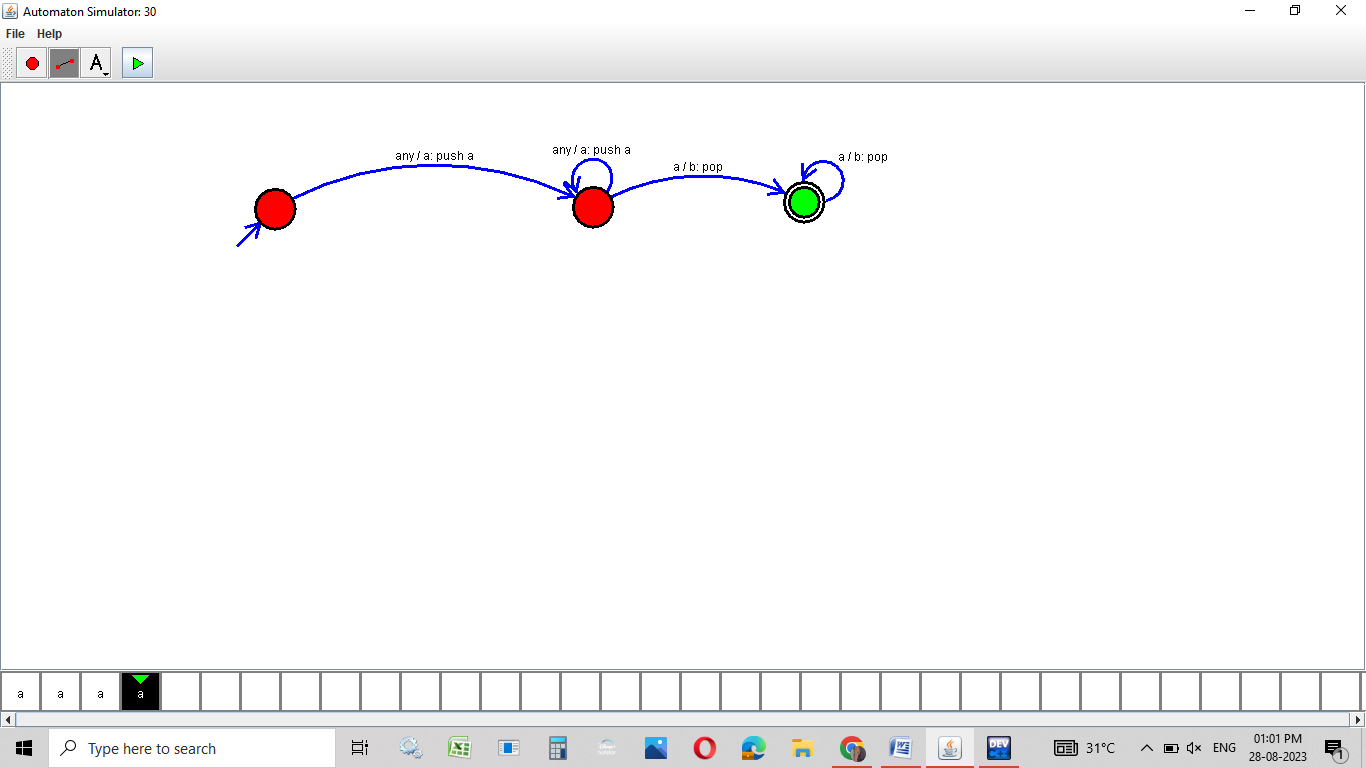 Automaton Simulator: 30
File Help
A
any / a: push a
any / a: push a
a / b: pop
a / b: pop
a a a a
Type here to search
DEV
31°C
ENG
01:01 PM
28-08-2023
1